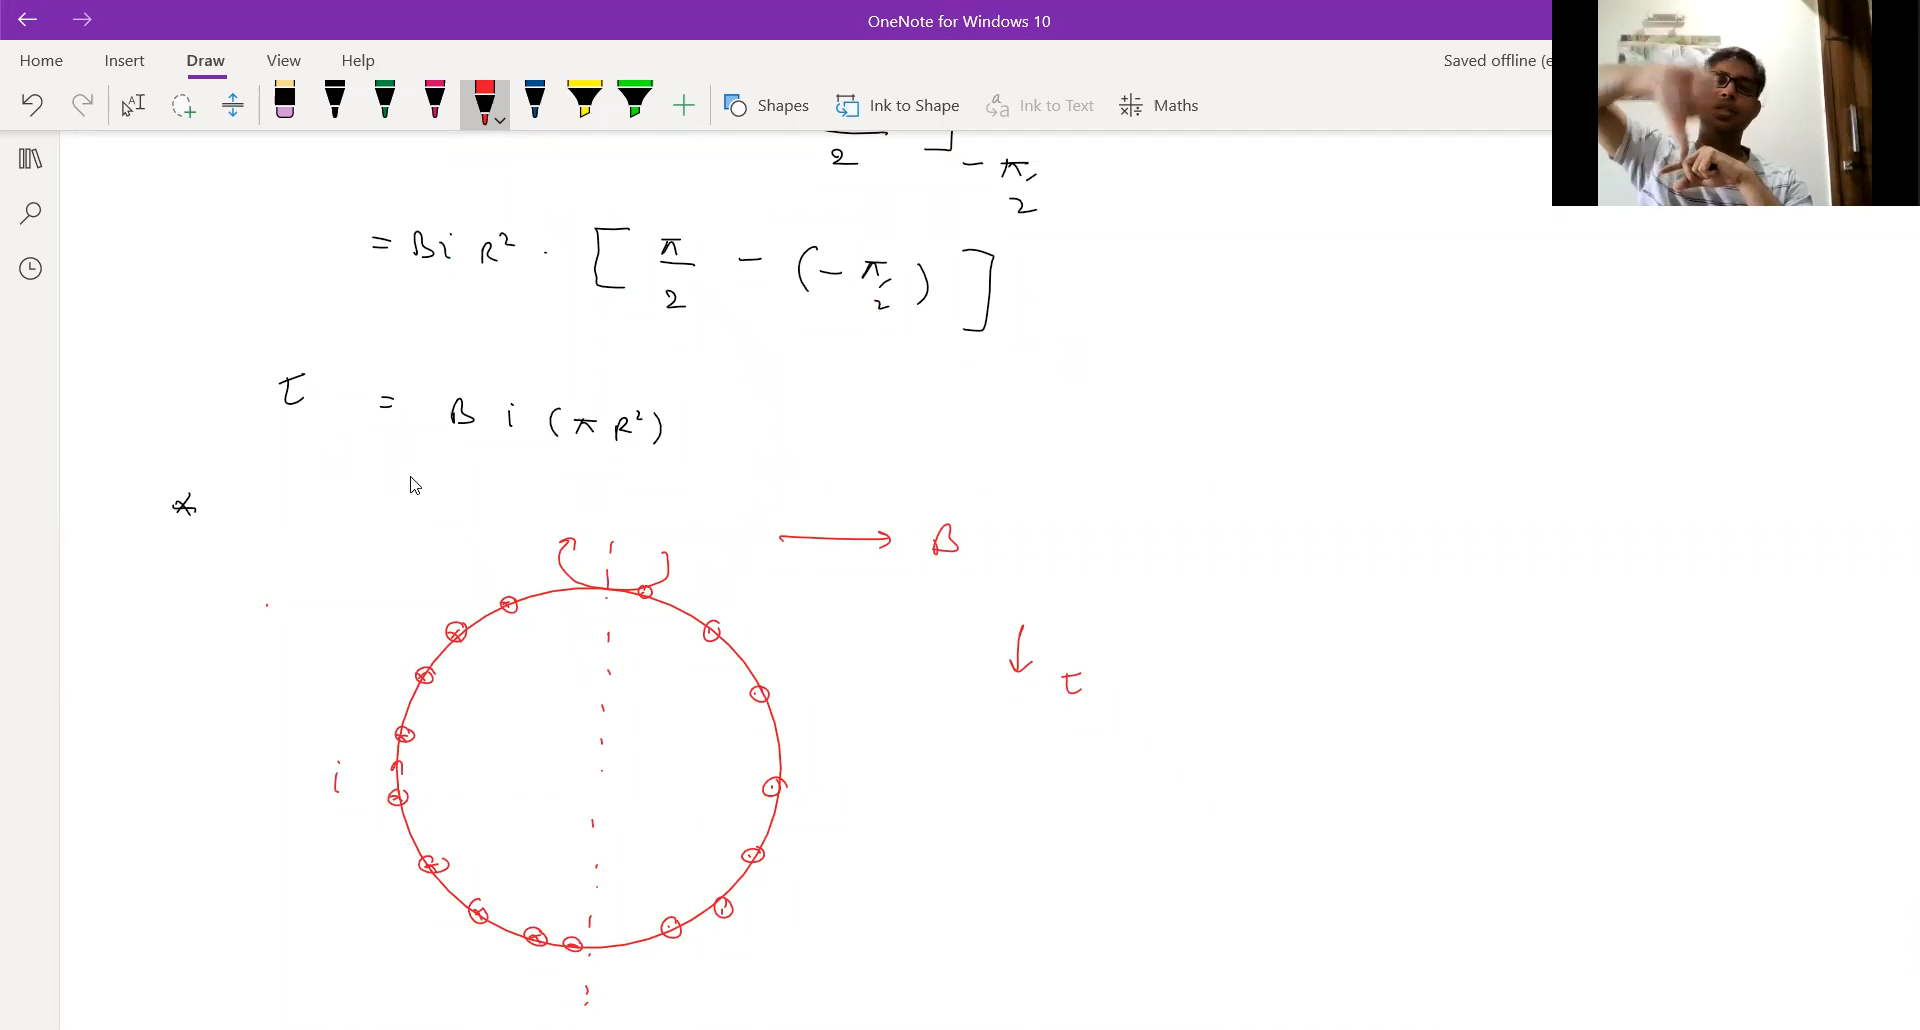 OneNote for Windows 10
Home Insert Draw View Help Saved offline (e
Shapes Ink to Shape Ink to Text Maths
2 ] - π/2
= Bi R² · [ π/2 - (- π/2) ]
τ = B i (π R²)
*
→ B
↓ τ
i